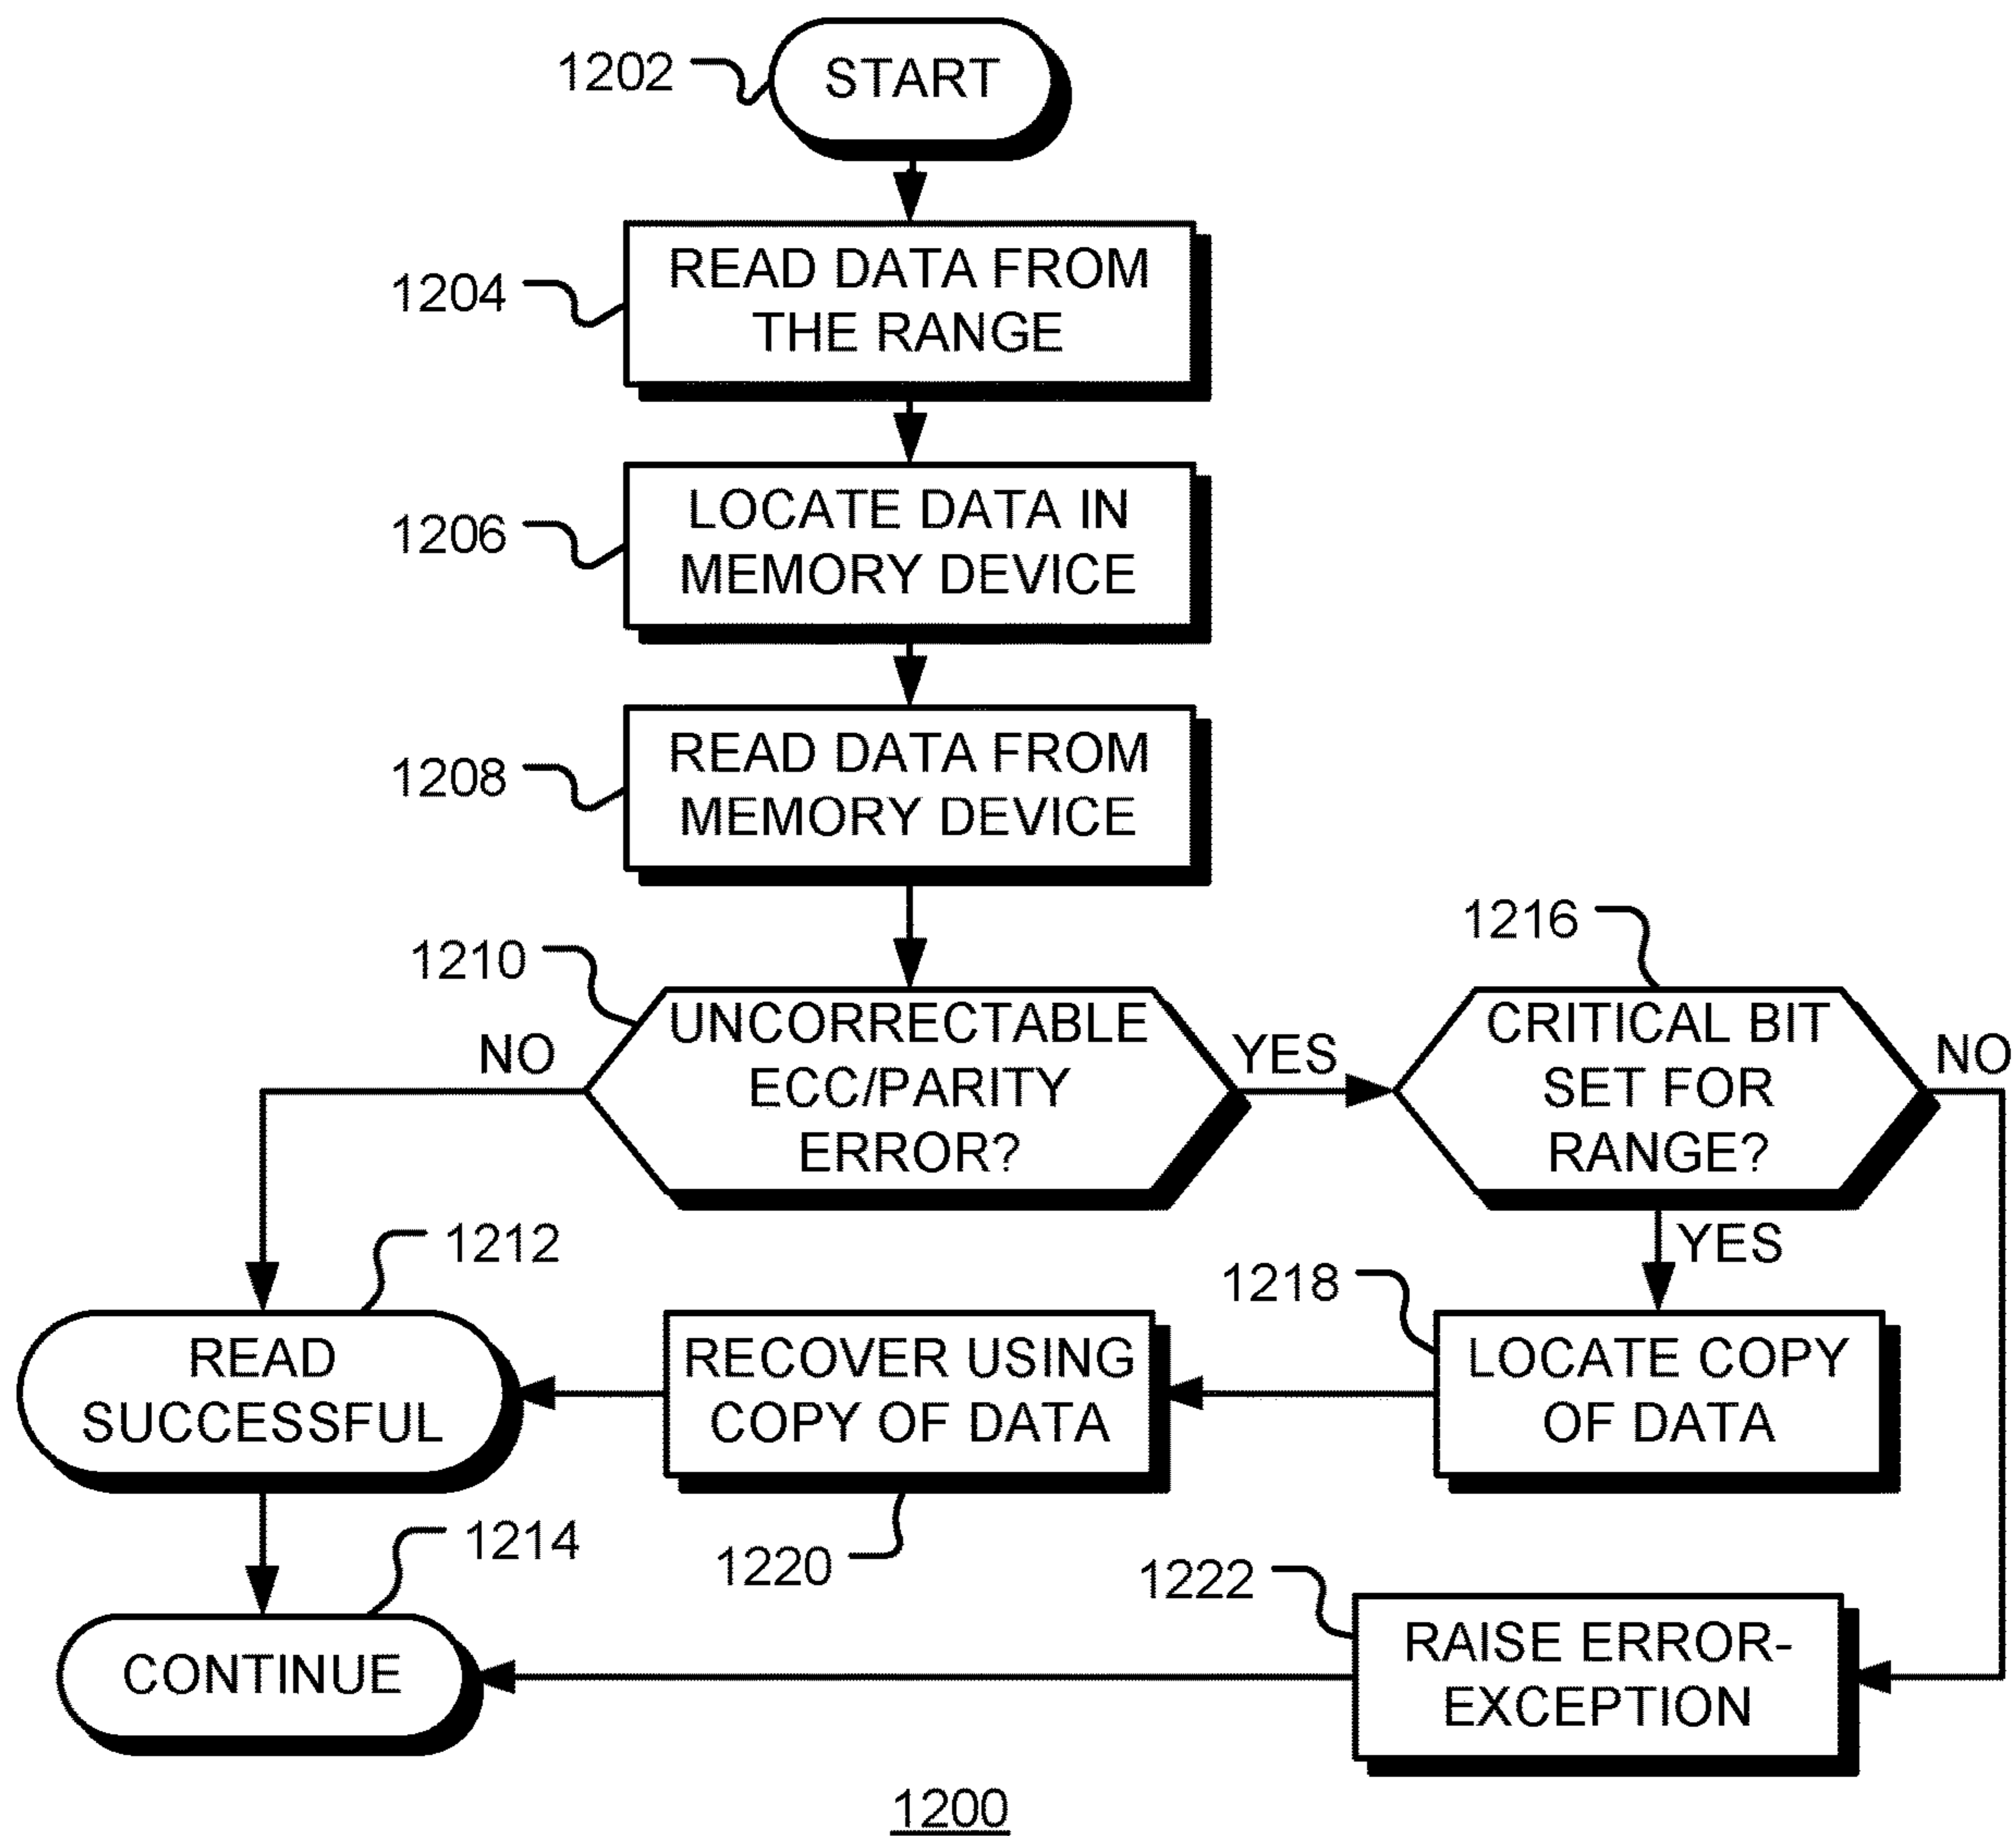 1202
START
1204
READ DATA FROM
THE RANGE
1206
LOCATE DATA IN
MEMORY DEVICE
1208
READ DATA FROM
MEMORY DEVICE
1210
UNCORRECTABLE
ECC/PARITY
ERROR?
NO
YES
1216
CRITICAL BIT
SET FOR
RANGE?
NO
YES
1212
READ
SUCCESSFUL
1220
RECOVER USING
COPY OF DATA
1218
LOCATE COPY
OF DATA
1214
CONTINUE
1222
RAISE ERROR-
EXCEPTION
1200